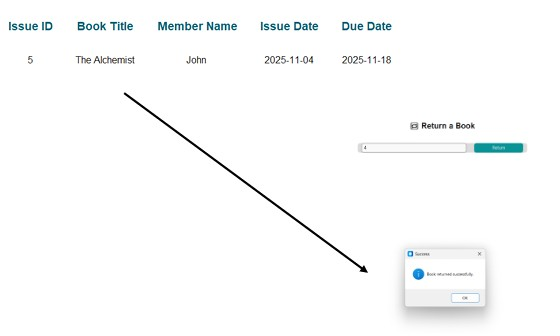 Issue ID Book Title Member Name Issue Date Due Date
5 The Alchemist John 2025-11-04 2025-11-18
Return a Book
4 Return
Success
Book returned successfully.
OK